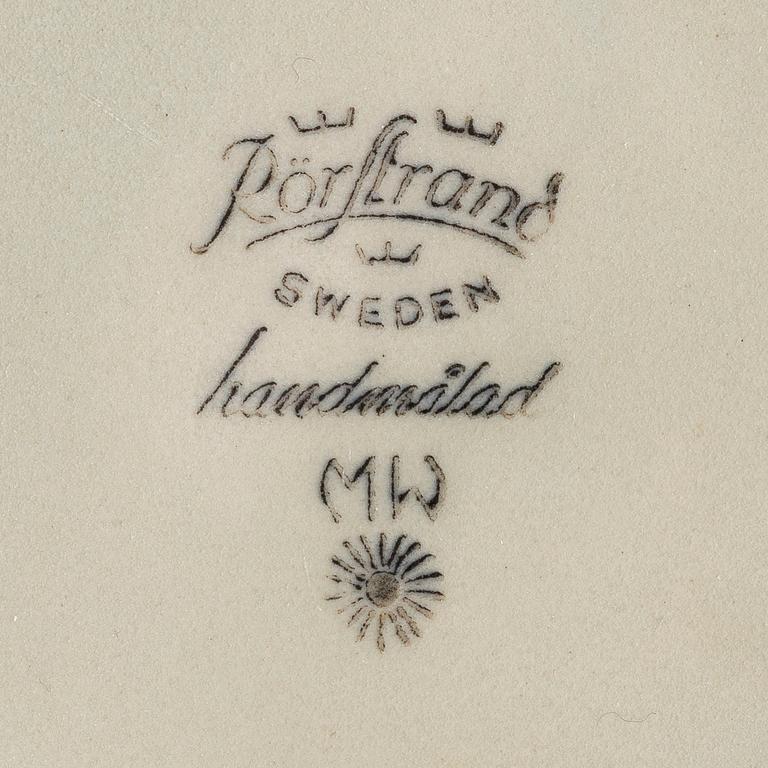 Rörstrand
SWEDEN
handmålad
MW